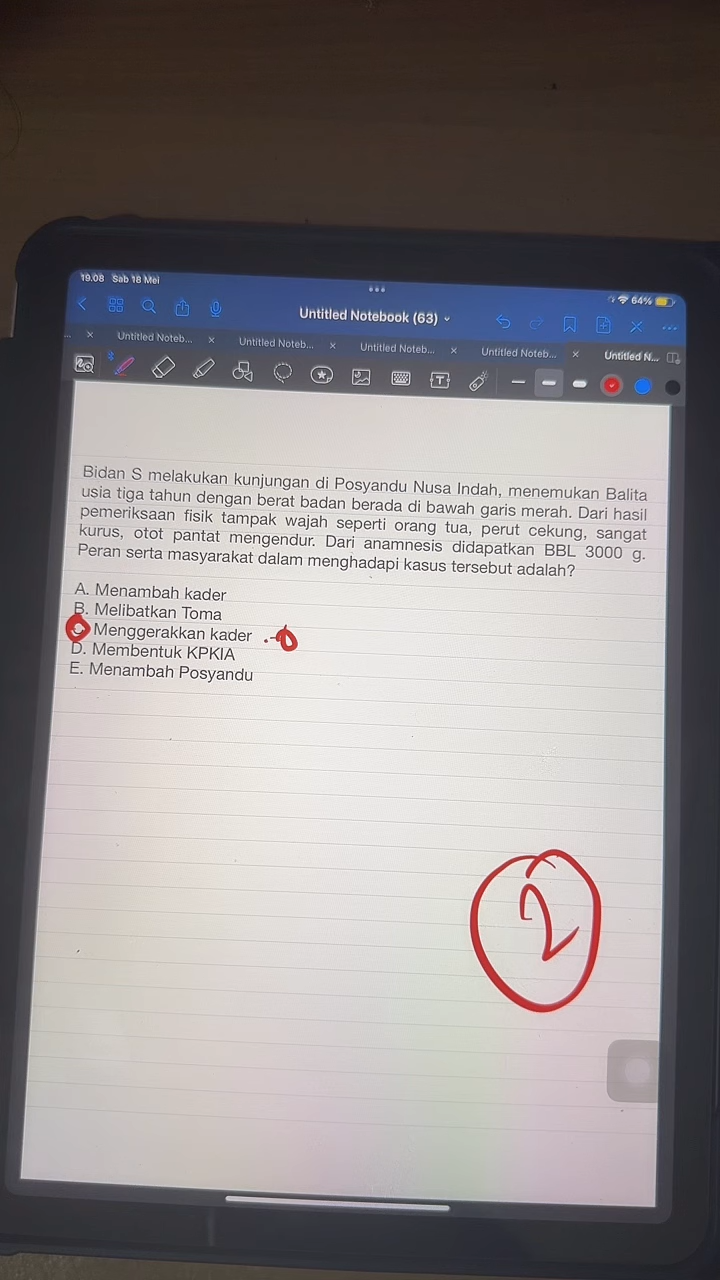 19.08 Sab 18 Mei
64%
Untitled Notebook (63)
Untitled Noteb...
Untitled Noteb...
Untitled Noteb...
Untitled Noteb...
Untitled N...
Bidan S melakukan kunjungan di Posyandu Nusa Indah, menemukan Balita
usia tiga tahun dengan berat badan berada di bawah garis merah. Dari hasil
pemeriksaan fisik tampak wajah seperti orang tua, perut cekung, sangat
kurus, otot pantat mengendur. Dari anamnesis didapatkan BBL 3000 g.
Peran serta masyarakat dalam menghadapi kasus tersebut adalah?
A. Menambah kader
B. Melibatkan Toma
Menggerakkan kader
D. Membentuk KPKIA
E. Menambah Posyandu
2